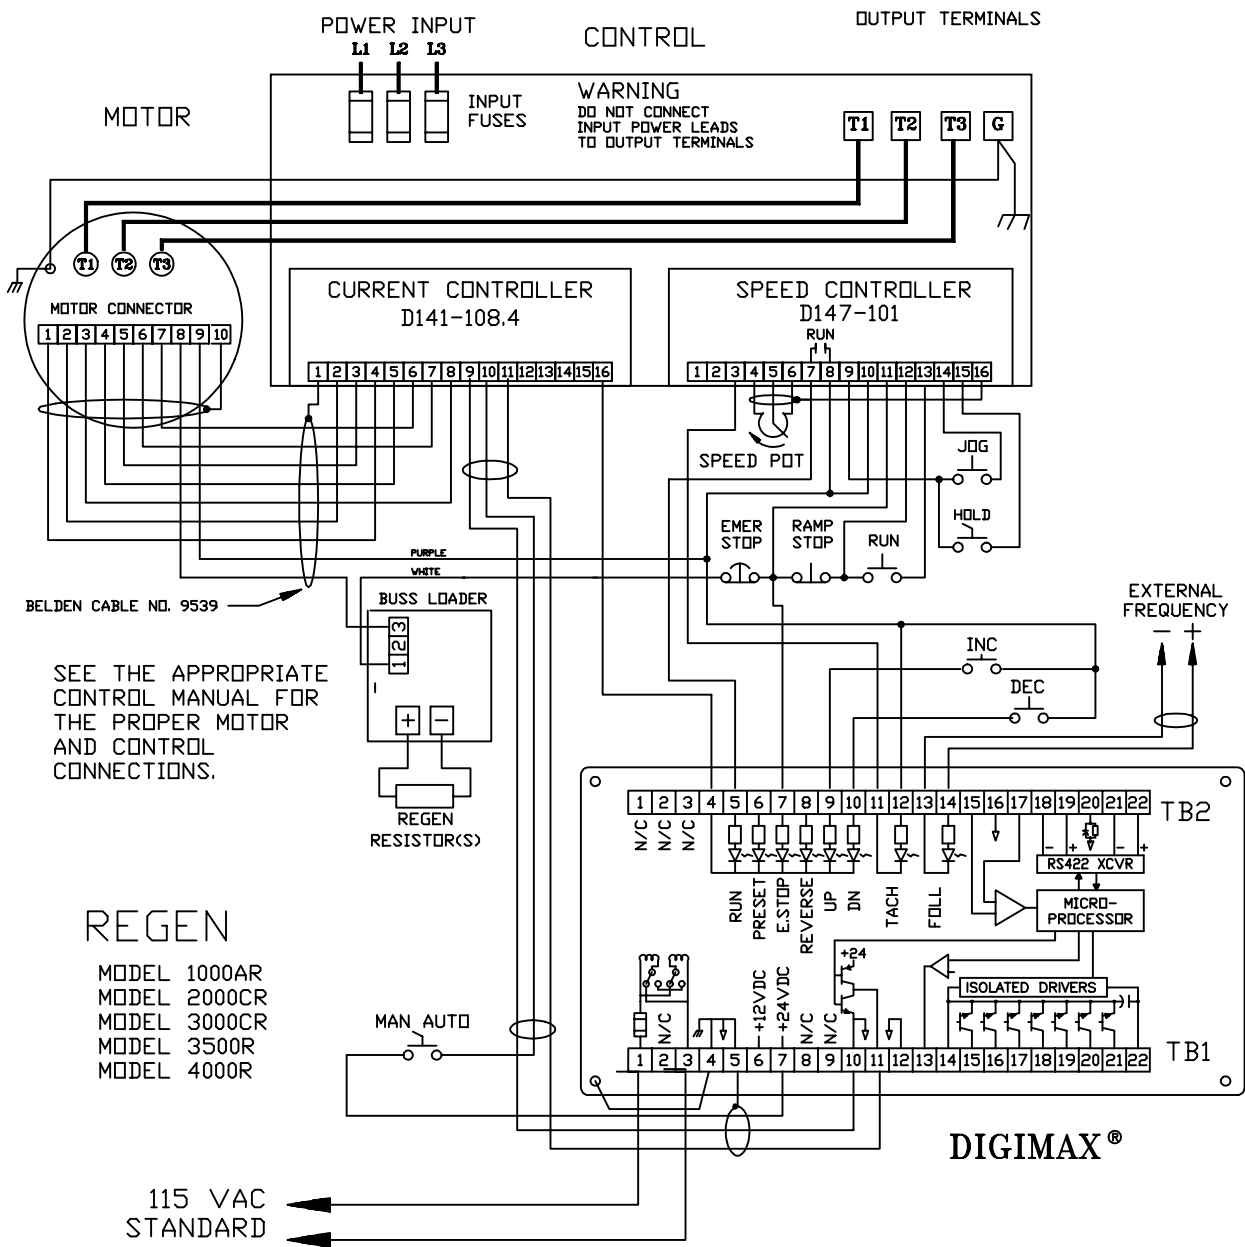 POWER INPUT
CONTROL
OUTPUT TERMINALS
L1 L2 L3
MOTOR
INPUT
FUSES
WARNING
DO NOT CONNECT
INPUT POWER LEADS
TO OUTPUT TERMINALS
T1 T2 T3 G
T1 T2 T3
MOTOR CONNECTOR
1 2 3 4 5 6 7 8 9 10
CURRENT CONTROLLER
D141-108.4
1 2 3 4 5 6 7 8 9 10 11 12 13 14 15 16
SPEED CONTROLLER
D147-101
RUN
1 2 3 4 5 6 7 8 9 10 11 12 13 14 15 16
SPEED POT
JOG
HOLD
EMER
STOP
RAMP
STOP
RUN
PURPLE
WHITE
BELDEN CABLE NO. 9539
BUSS LOADER
3
2
1
+ −
REGEN
RESISTOR(S)
EXTERNAL
FREQUENCY
− +
INC
DEC
SEE THE APPROPRIATE
CONTROL MANUAL FOR
THE PROPER MOTOR
AND CONTROL
CONNECTIONS.
1 2 3 4 5 6 7 8 9 10 11 12 13 14 15 16 17 18 19 20 21 22
TB2
N/C N/C N/C
RUN
PRESET
E.STOP
REVERSE
UP
DN
TACH
FOLL
− + − +
RS422 XCVR
MICRO-
PROCESSOR
+24
ISOLATED DRIVERS
N/C
+12VDC
+24VDC
N/C
N/C
1 2 3 4 5 6 7 8 9 10 11 12 13 14 15 16 17 18 19 20 21 22
TB1
REGEN
MODEL 1000AR
MODEL 2000CR
MODEL 3000CR
MODEL 3500R
MODEL 4000R
MAN AUTO
DIGIMAX®
115 VAC
STANDARD